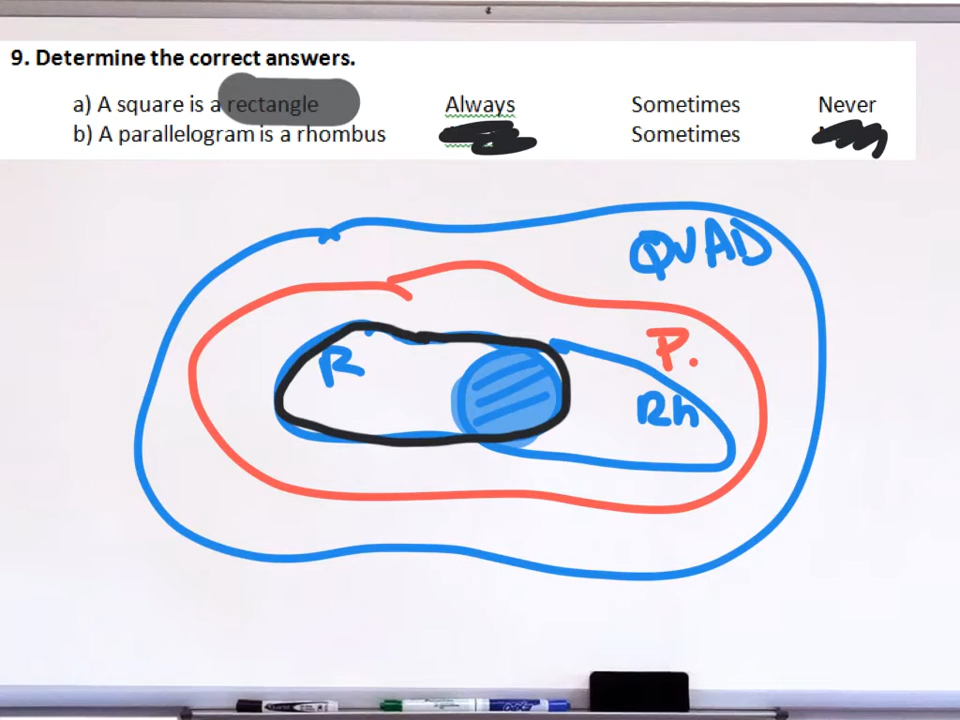 9. Determine the correct answers.
a) A square is a rectangle Always Sometimes Never
b) A parallelogram is a rhombus Sometimes
QUAD
P.
R
Rh